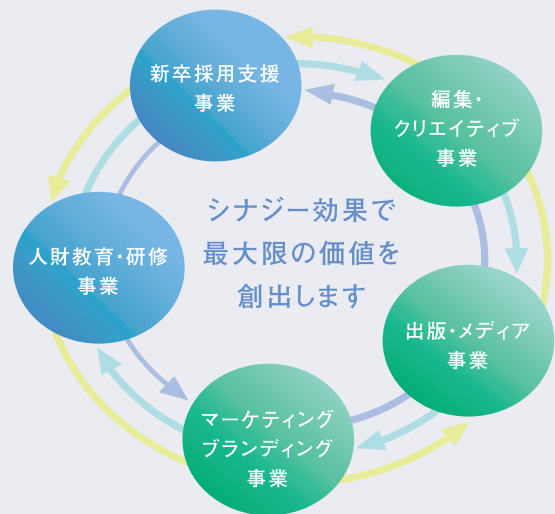 新卒採用支援
事業
編集・
クリエイティブ
事業
シナジー効果で
最大限の価値を
創出します
人財教育・研修
事業
出版・メディア
事業
マーケティング
ブランディング
事業